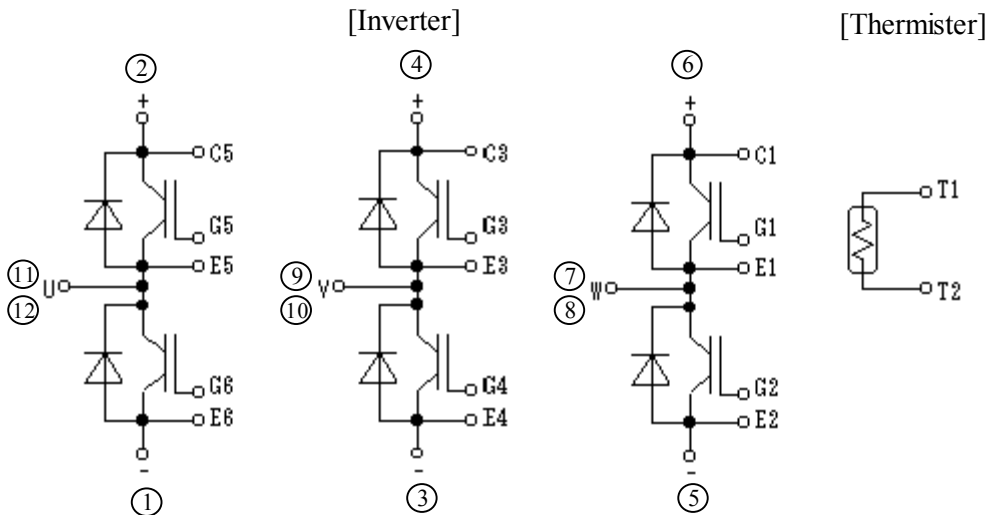 [Inverter]
[Thermister]
② ④ ⑥
+ + +
C5 C3 C1
G5 G3 G1
T1
E5 E3 E1
⑪ U ⑨ V ⑦ W
⑫ ⑩ ⑧
T2
G6 G4 G2
E6 E4 E2
- - -
① ③ ⑤